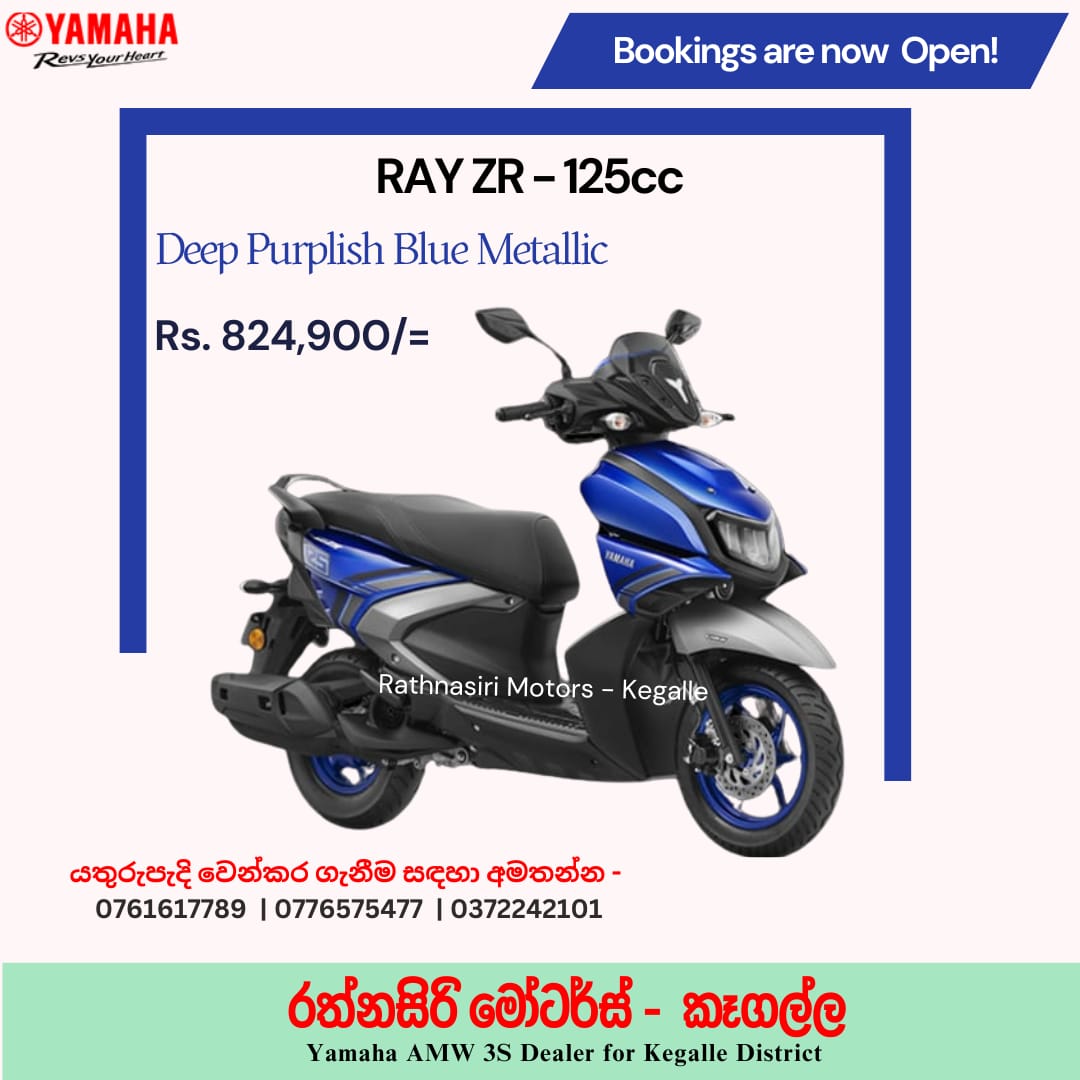 YAMAHA
Revs Your Heart
Bookings are now Open!
RAY ZR – 125cc
Deep Purplish Blue Metallic
Rs. 824,900/=
125
YAMAHA
Rathnasiri Motors - Kegalle
යතුරුපැදි වෙන්කර ගැනීම සඳහා අමතන්න -
0761617789 | 0776575477 | 0372242101
රත්නසිරි මෝටර්ස් - කෑගල්ල
Yamaha AMW 3S Dealer for Kegalle District